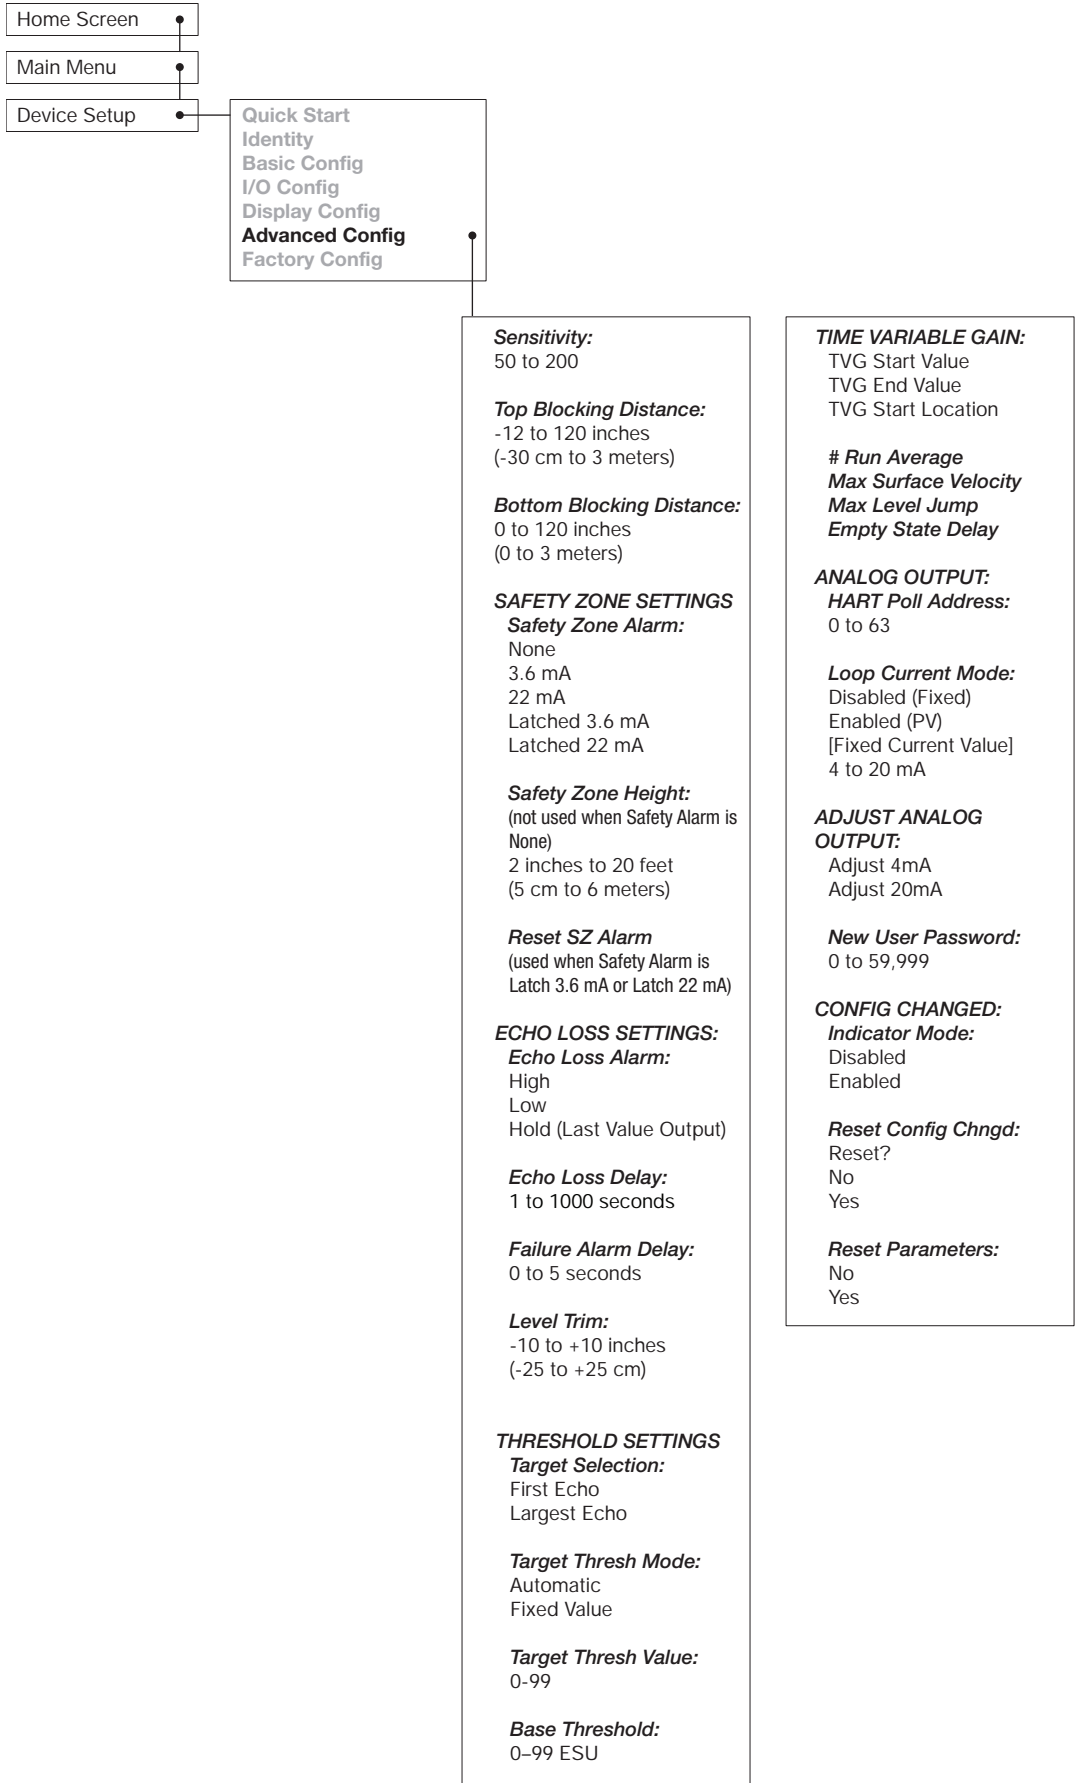 Home Screen
Main Menu
Device Setup
Quick Start
Identity
Basic Config
I/O Config
Display Config
Advanced Config
Factory Config
Sensitivity:
50 to 200
Top Blocking Distance:
-12 to 120 inches
(-30 cm to 3 meters)
Bottom Blocking Distance:
0 to 120 inches
(0 to 3 meters)
SAFETY ZONE SETTINGS
Safety Zone Alarm:
None
3.6 mA
22 mA
Latched 3.6 mA
Latched 22 mA
Safety Zone Height:
(not used when Safety Alarm is
None)
2 inches to 20 feet
(5 cm to 6 meters)
Reset SZ Alarm
(used when Safety Alarm is
Latch 3.6 mA or Latch 22 mA)
ECHO LOSS SETTINGS:
Echo Loss Alarm:
High
Low
Hold (Last Value Output)
Echo Loss Delay:
1 to 1000 seconds
Failure Alarm Delay:
0 to 5 seconds
Level Trim:
-10 to +10 inches
(-25 to +25 cm)
THRESHOLD SETTINGS
Target Selection:
First Echo
Largest Echo
Target Thresh Mode:
Automatic
Fixed Value
Target Thresh Value:
0-99
Base Threshold:
0–99 ESU
TIME VARIABLE GAIN:
TVG Start Value
TVG End Value
TVG Start Location
# Run Average
Max Surface Velocity
Max Level Jump
Empty State Delay
ANALOG OUTPUT:
HART Poll Address:
0 to 63
Loop Current Mode:
Disabled (Fixed)
Enabled (PV)
[Fixed Current Value]
4 to 20 mA
ADJUST ANALOG
OUTPUT:
Adjust 4mA
Adjust 20mA
New User Password:
0 to 59,999
CONFIG CHANGED:
Indicator Mode:
Disabled
Enabled
Reset Config Chngd:
Reset?
No
Yes
Reset Parameters:
No
Yes